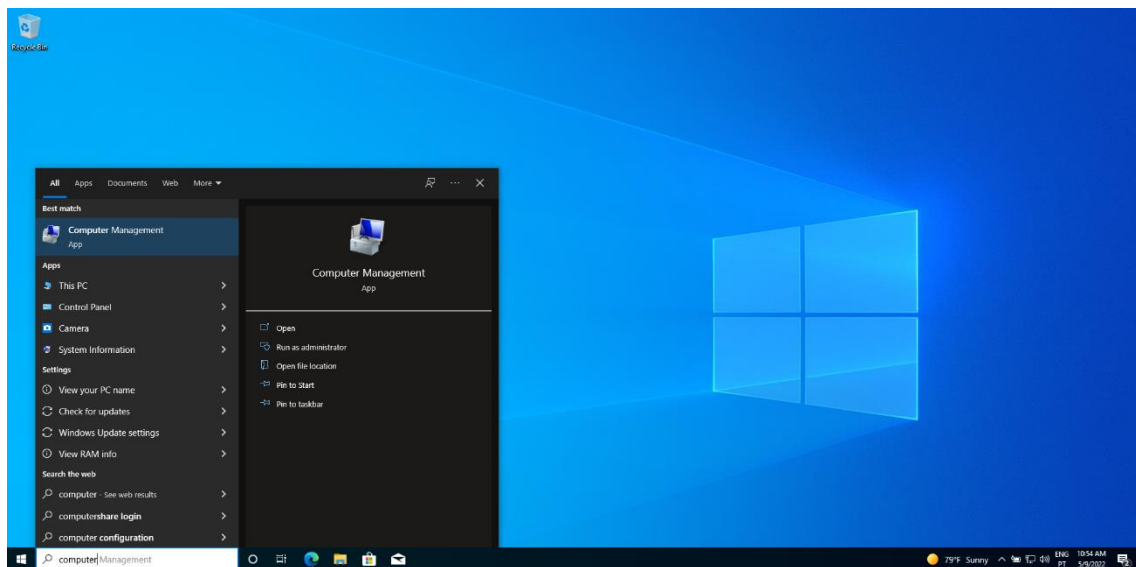 Recycle Bin
All Apps Documents Web More
Best match
Computer Management
App
Apps
This PC
Control Panel
Camera
System Information
Settings
View your PC name
Check for updates
Windows Update settings
View RAM info
Search the web
computer - See web results
computershare login
computer configuration
computer Management
Computer Management
App
Open
Run as administrator
Open file location
Pin to Start
Pin to taskbar
79°F Sunny
ENG
PT
10:54 AM
5/9/2022
2